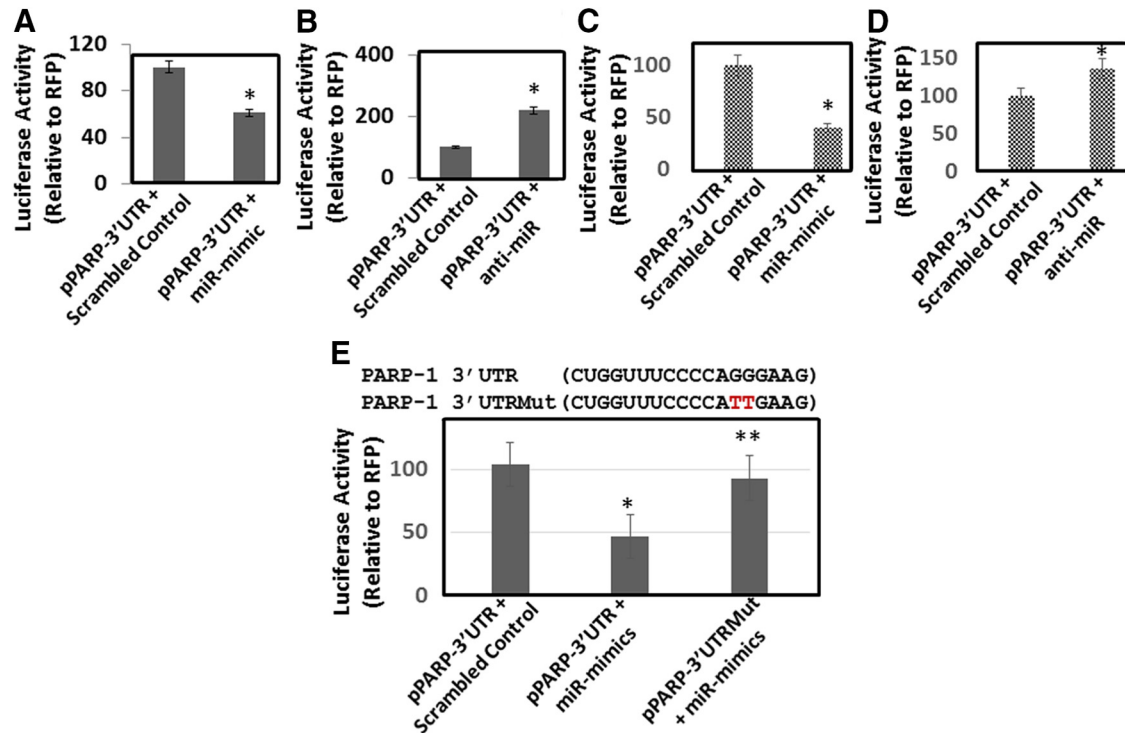 A
Luciferase Activity
(Relative to RFP)
120
80
40
0
*
pPARP-3'UTR +
Scrambled Control
pPARP-3'UTR +
miR-mimic
B
Luciferase Activity
(Relative to RFP)
400
200
0
*
pPARP-3'UTR +
Scrambled Control
pPARP-3'UTR +
anti-miR
C
Luciferase Activity
(Relative to RFP)
100
50
0
*
pPARP-3'UTR +
Scrambled Control
pPARP-3'UTR +
miR-mimic
D
Luciferase Activity
(Relative to RFP)
150
100
50
0
*
pPARP-3'UTR +
Scrambled Control
pPARP-3'UTR +
anti-miR
E
PARP-1 3'UTR (CUGGUUUCCCCAGGGAAG)
PARP-1 3'UTRMut(CUGGUUUCCCCATTGAAG)
Luciferase Activity
(Relative to RFP)
100
50
0
*
**
pPARP-3'UTR +
Scrambled Control
pPARP-3'UTR +
miR-mimics
pPARP-3'UTRMut
+ miR-mimics